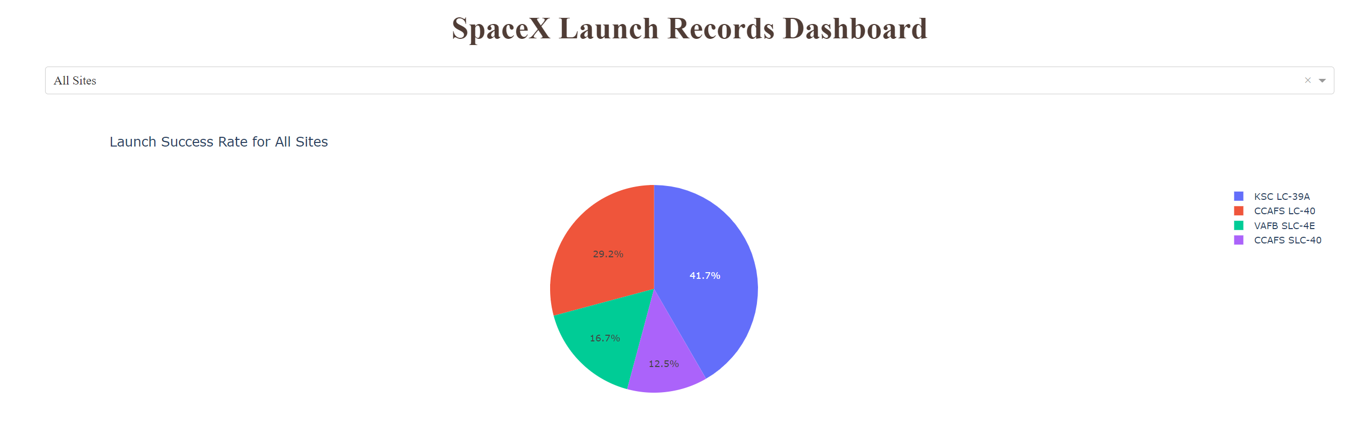 SpaceX Launch Records Dashboard
All Sites
Launch Success Rate for All Sites
KSC LC-39A
CCAFS LC-40
VAFB SLC-4E
CCAFS SLC-40
29.2%
41.7%
16.7%
12.5%